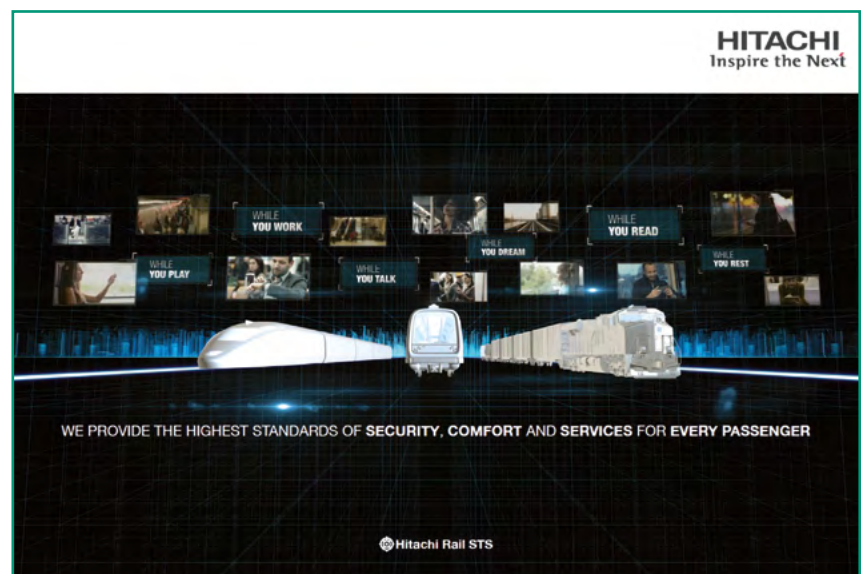 HITACHI
Inspire the Next
WHILE
YOU WORK
WHILE
YOU READ
WHILE
YOU DREAM
WHILE
YOU PLAY
WHILE
YOU TALK
WHILE
YOU REST
WE PROVIDE THE HIGHEST STANDARDS OF SECURITY, COMFORT AND SERVICES FOR EVERY PASSENGER
Hitachi Rail STS